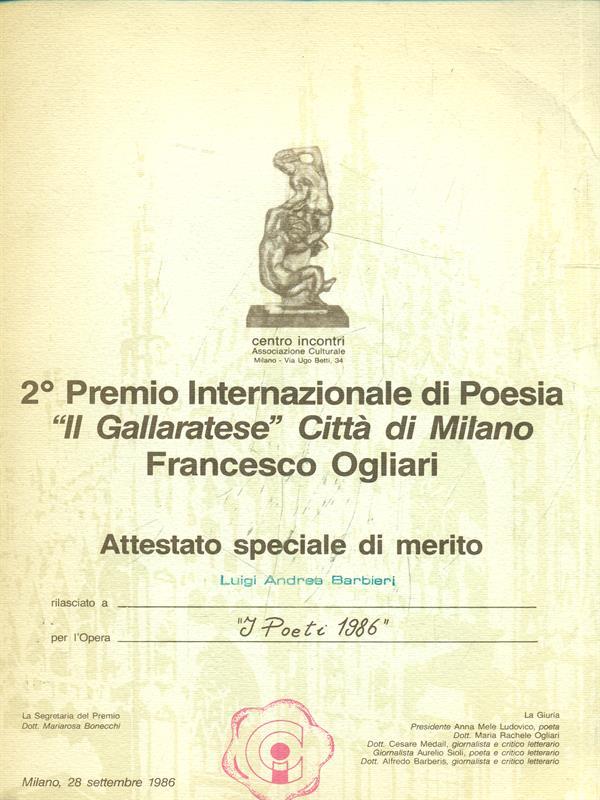 centro incontri
Associazione Culturale
Milano - Via Ugo Betti, 34
2° Premio Internazionale di Poesia
"Il Gallaratese" Città di Milano
Francesco Ogliari
Attestato speciale di merito
Luigi Andrea Barbieri
rilasciato a
per l'Opera "I Poeti 1986"
La Segretaria del Premio
Dott. Mariarosa Bonecchi
La Giuria
Presidente Anna Mele Ludovico, poeta
Dott. Maria Rachele Ogliari
Dott. Cesare Medail, giornalista e critico letterario
Giornalista Aurelio Sioli, poeta e critico letterario
Dott. Alfredo Barberis, giornalista e critico letterario
Milano, 28 settembre 1986